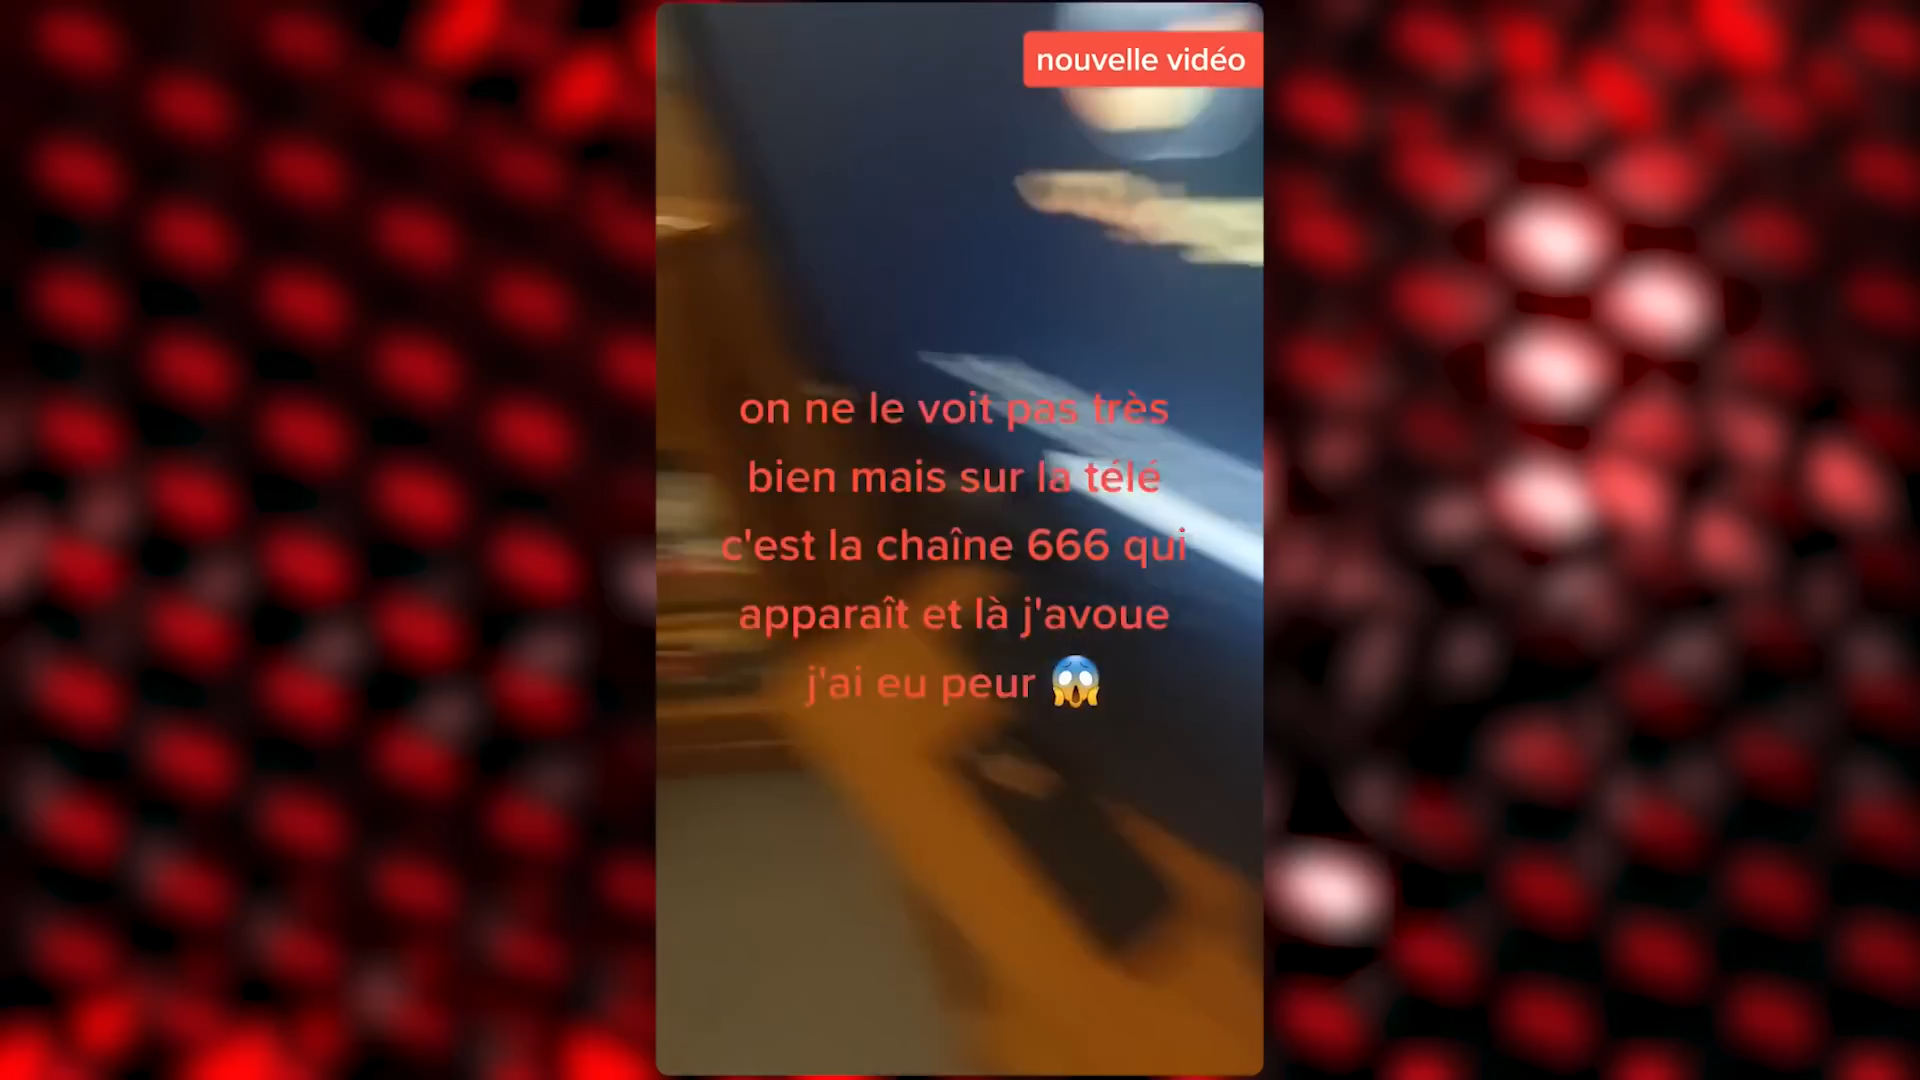 nouvelle vidéo
on ne le voit pas très
bien mais sur la télé
c'est la chaîne 666 qui
apparaît et là j'avoue
j'ai eu peur 😱